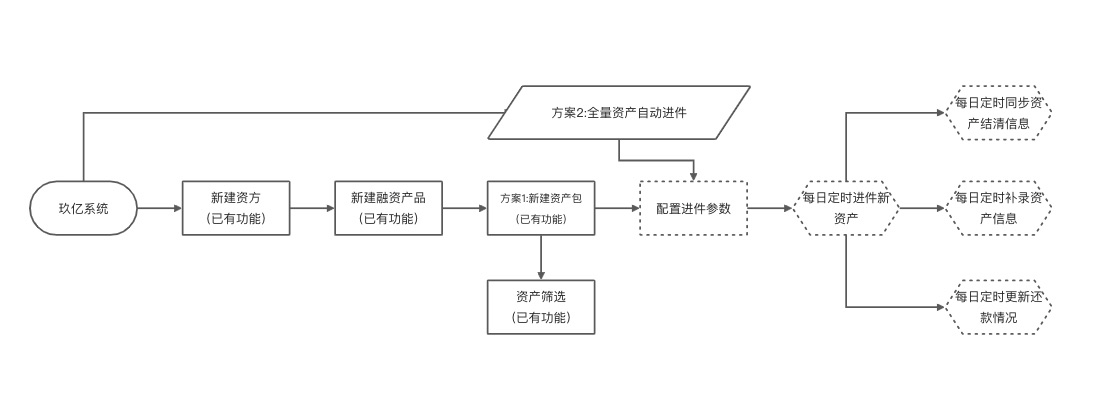 方案2:全量资产自动进件
每日定时同步资
产结清信息
玖亿系统
新建资方
(已有功能)
新建融资产品
(已有功能)
方案1:新建资产包
(已有功能)
配置进件参数
每日定时进件新
资产
每日定时补录资
产信息
资产筛选
(已有功能)
每日定时更新还
款情况